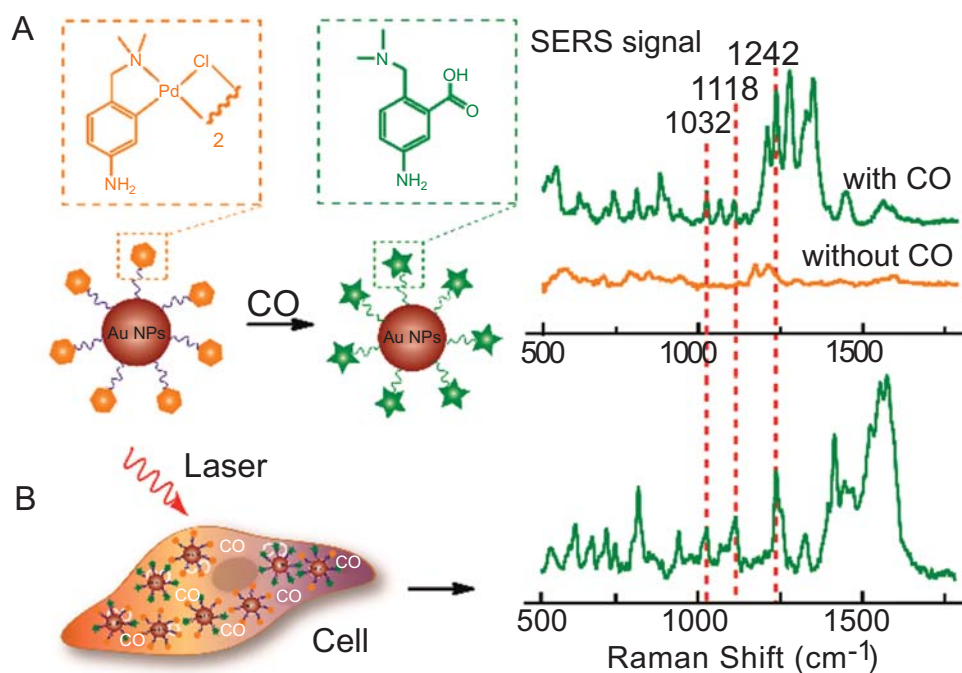 A
N
Cl
Pd
2
NH2
N
OH
O
NH2
SERS signal
1242
1118
1032
with CO
without CO
Au NPs
CO
Au NPs
500
1000
1500
Laser
B
CO
CO
CO
CO
CO
CO
CO
Cell
500
1000
1500
Raman Shift (cm-1)